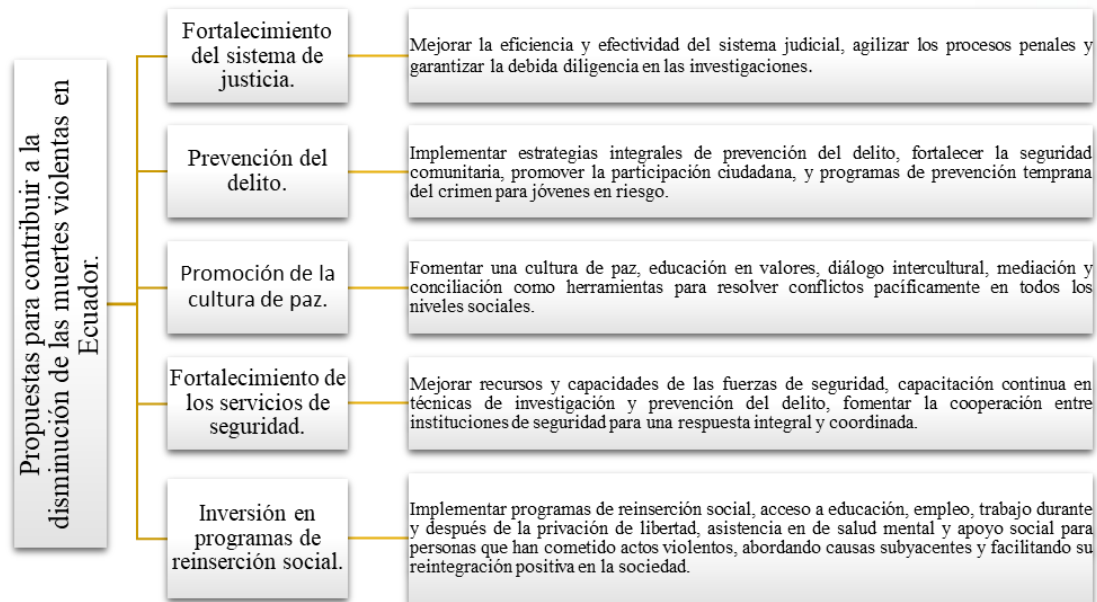 Propuestas para contribuir a la
disminución de las muertes violentas en
Ecuador.
Fortalecimiento
del sistema de
justicia.
Mejorar la eficiencia y efectividad del sistema judicial, agilizar los procesos penales y
garantizar la debida diligencia en las investigaciones.
Prevención del
delito.
Implementar estrategias integrales de prevención del delito, fortalecer la seguridad
comunitaria, promover la participación ciudadana, y programas de prevención temprana
del crimen para jóvenes en riesgo.
Promoción de la
cultura de paz.
Fomentar una cultura de paz, educación en valores, diálogo intercultural, mediación y
conciliación como herramientas para resolver conflictos pacíficamente en todos los
niveles sociales.
Fortalecimiento de
los servicios de
seguridad.
Mejorar recursos y capacidades de las fuerzas de seguridad, capacitación continua en
técnicas de investigación y prevención del delito, fomentar la cooperación entre
instituciones de seguridad para una respuesta integral y coordinada.
Inversión en
programas de
reinserción social.
Implementar programas de reinserción social, acceso a educación, empleo, trabajo durante
y después de la privación de libertad, asistencia en de salud mental y apoyo social para
personas que han cometido actos violentos, abordando causas subyacentes y facilitando su
reintegración positiva en la sociedad.